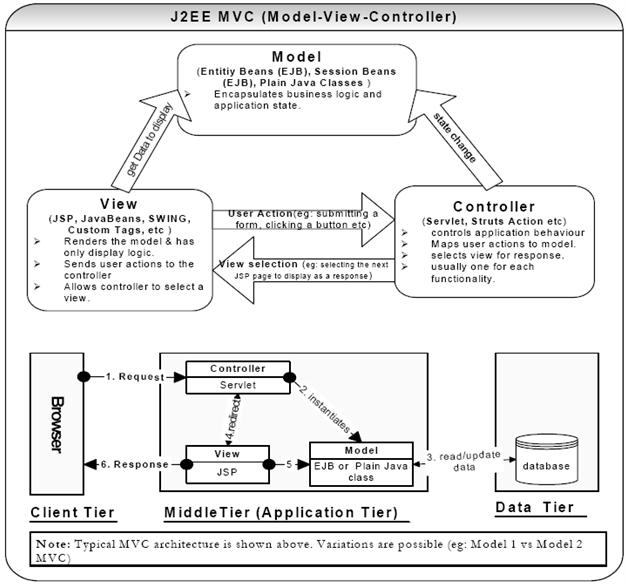 J2EE MVC (Model-View-Controller)
Model
(Entitiy Beans (EJB), Session Beans
(EJB), Plain Java Classes )
Encapsulates business logic and
application state.
get Data to display
state change
View
(JSP, JavaBeans, SWING,
Custom Tags, etc )
Renders the model & has
only display logic.
Sends user actions to the
controller
Allows controller to select a
view.
User Action(eg: submitting a
form, clicking a button etc)
View selection (eg: selecting the next
JSP page to display as a response)
Controller
(Servlet, Struts Action etc)
controls application behaviour
Maps user actions to model.
selects view for response.
usually one for each
functionality.
Browser
1. Request
Controller
Servlet
2. instantiates
4.redirect
View
JSP
6. Response
5
Model
EJB or Plain Java
class
3. read/update
data
database
Client Tier
MiddleTier (Application Tier)
Data Tier
Note: Typical MVC architecture is shown above. Variations are possible (eg: Model 1 vs Model 2
MVC)